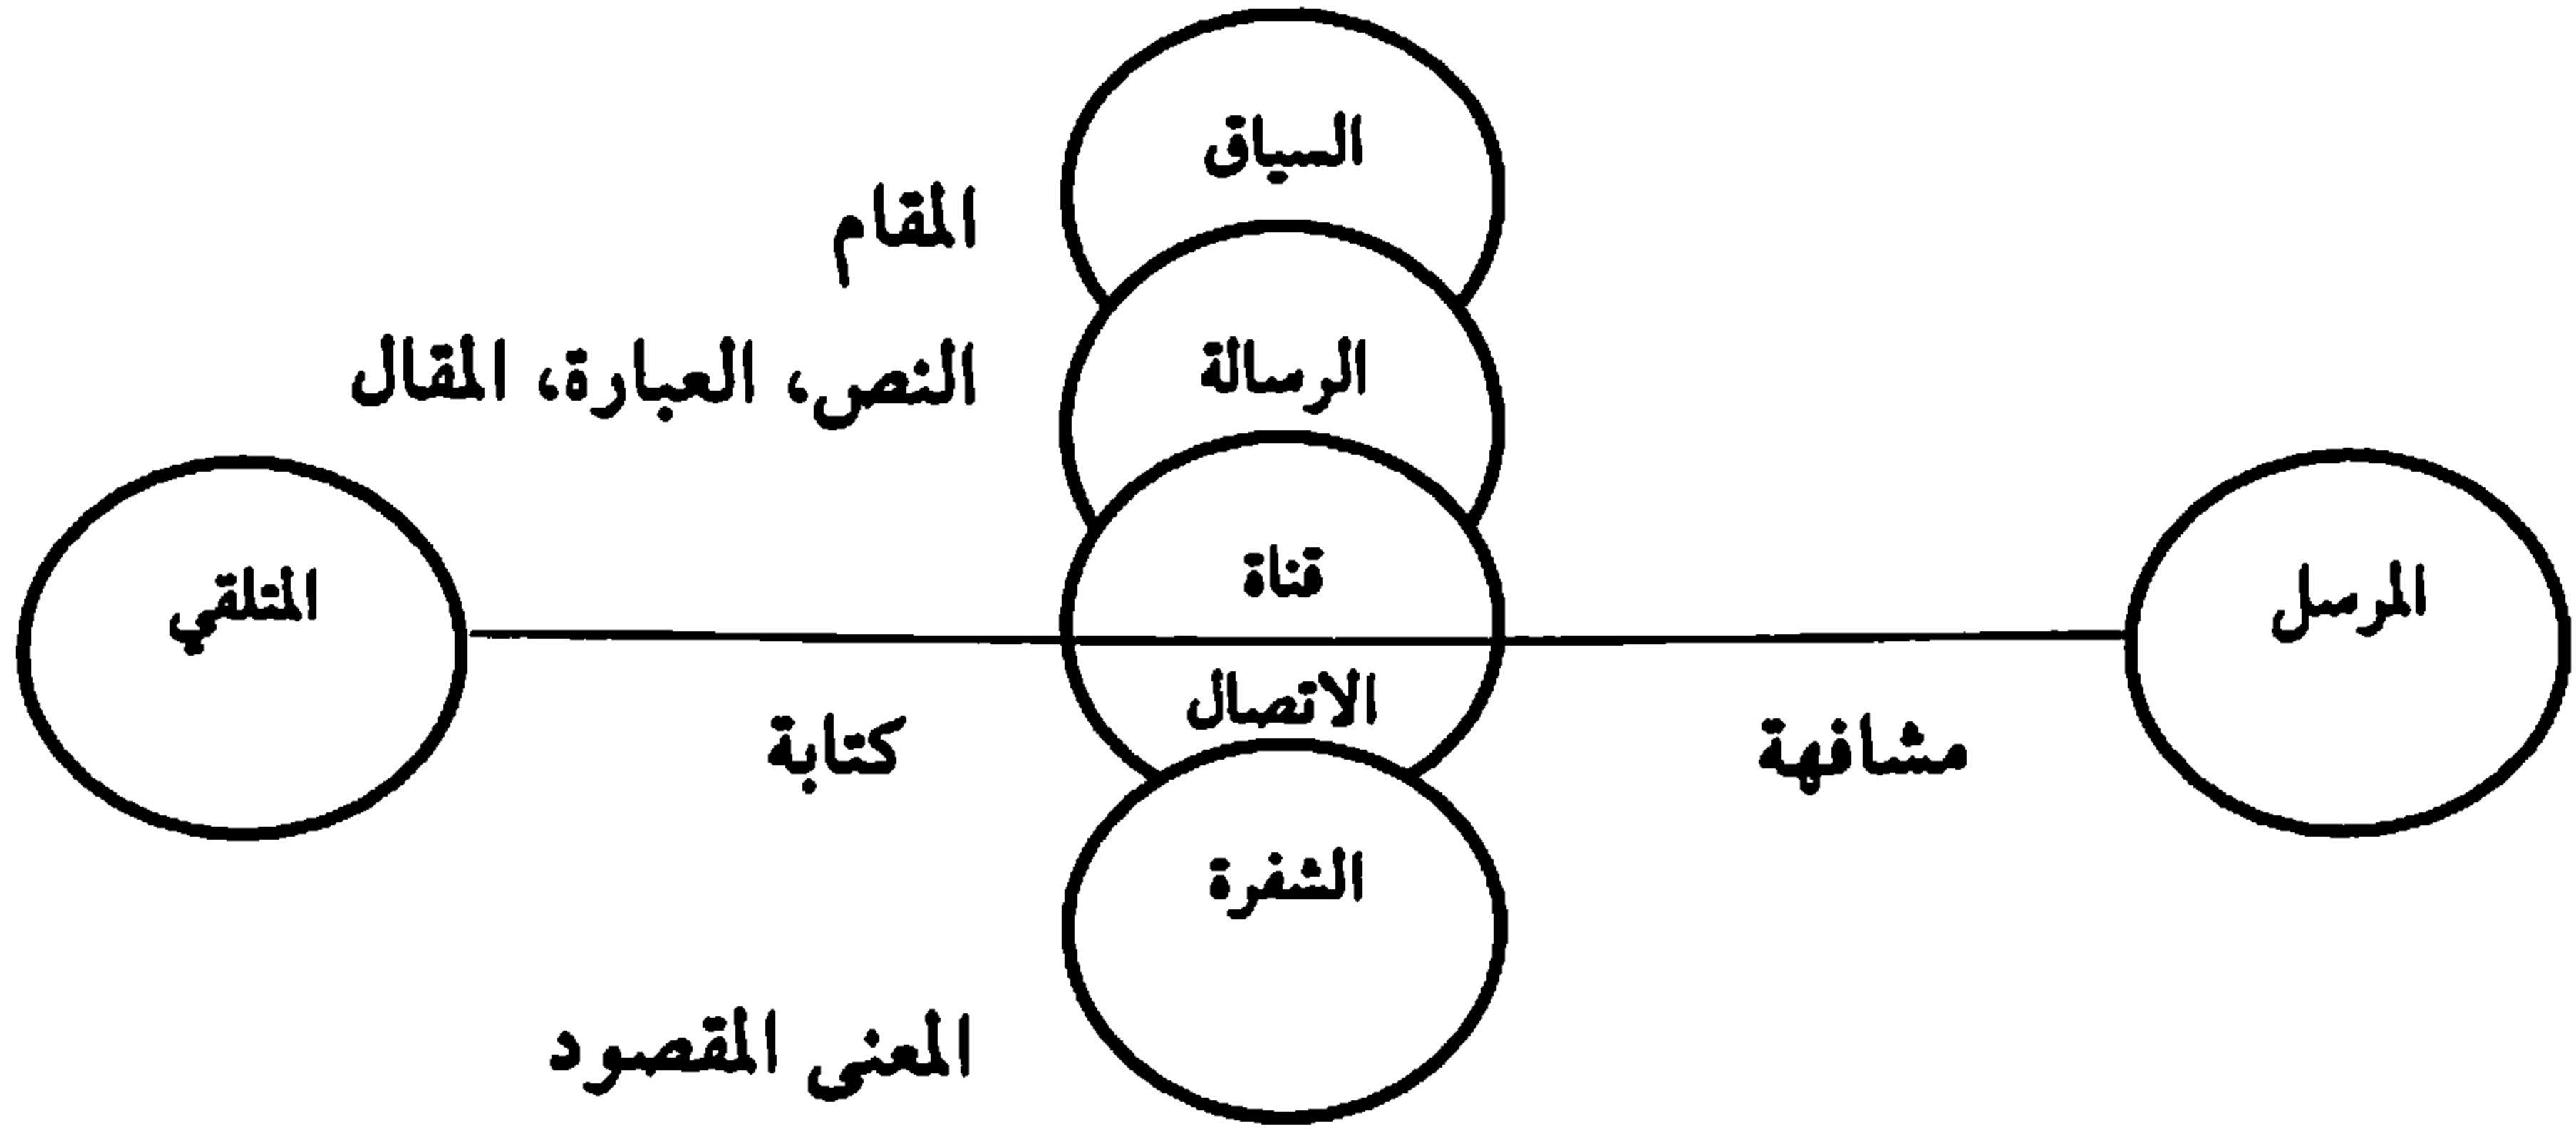 السياق
المقام
الرسالة
النص، العبارة، المقال
المرسل
قناة
الاتصال
المتلقي
مشافهة
كتابة
الشفرة
المعنى المقصود